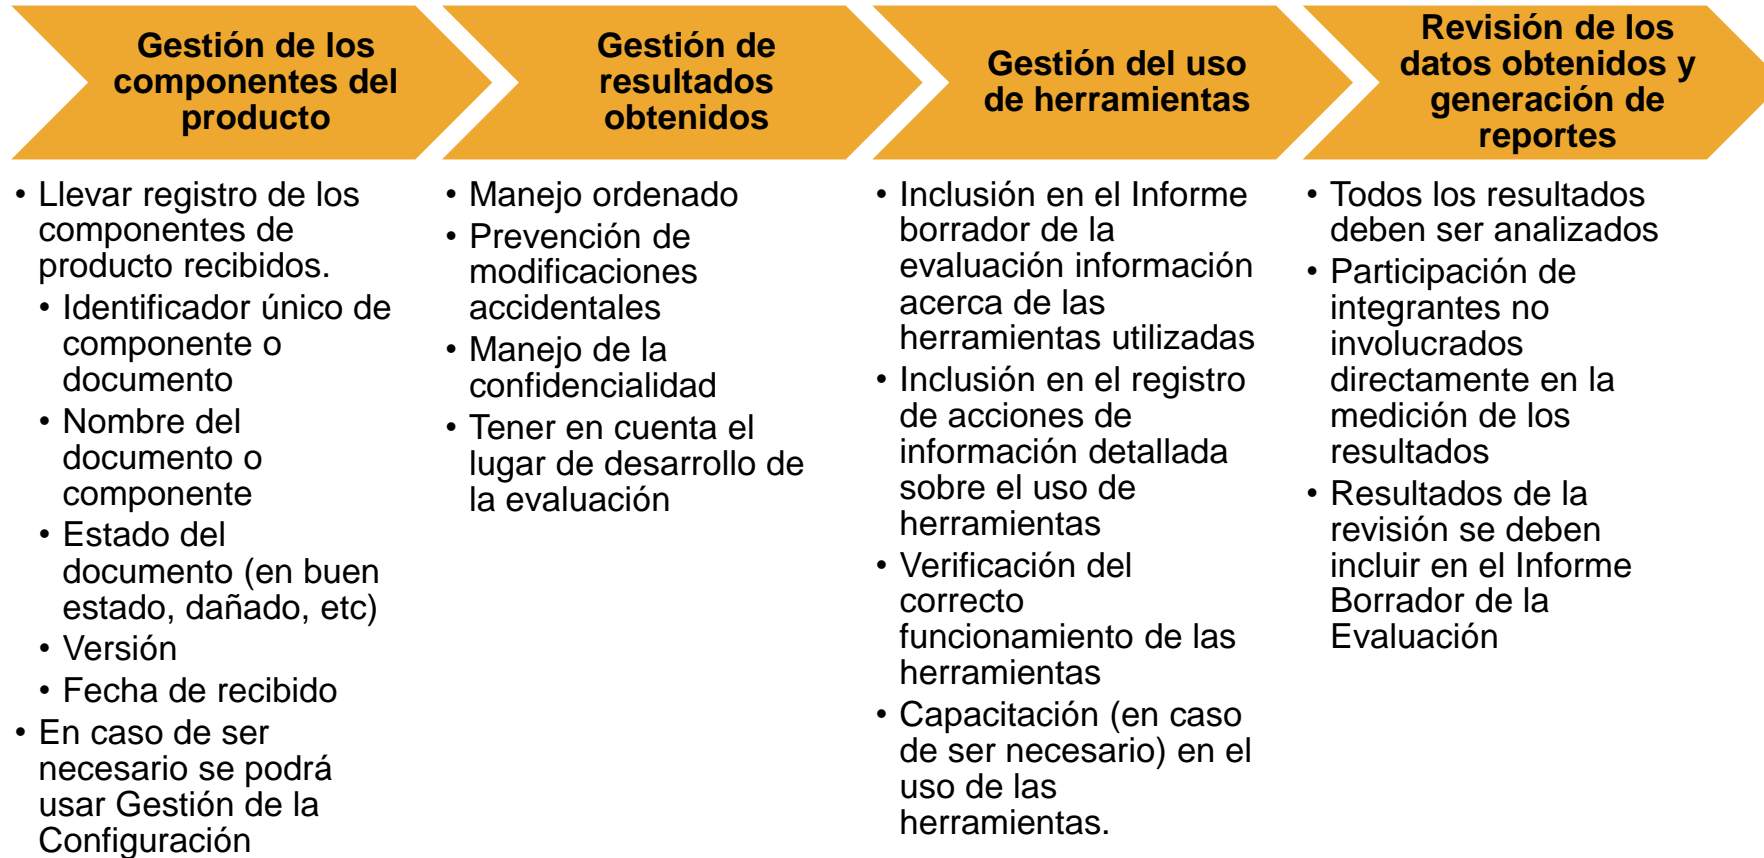 Gestión de los
componentes del
producto
• Llevar registro de los
componentes de
producto recibidos.
• Identificador único de
componente o
documento
• Nombre del
documento o
componente
• Estado del
documento (en buen
estado, dañado, etc)
• Versión
• Fecha de recibido
• En caso de ser
necesario se podrá
usar Gestión de la
Configuración
Gestión de
resultados
obtenidos
• Manejo ordenado
• Prevención de
modificaciones
accidentales
• Manejo de la
confidencialidad
• Tener en cuenta el
lugar de desarrollo de
la evaluación
Gestión del uso
de herramientas
• Inclusión en el Informe
borrador de la
evaluación información
acerca de las
herramientas utilizadas
• Inclusión en el registro
de acciones de
información detallada
sobre el uso de
herramientas
• Verificación del
correcto
funcionamiento de las
herramientas
• Capacitación (en caso
de ser necesario) en el
uso de las
herramientas.
Revisión de los
datos obtenidos y
generación de
reportes
• Todos los resultados
deben ser analizados
• Participación de
integrantes no
involucrados
directamente en la
medición de los
resultados
• Resultados de la
revisión se deben
incluir en el Informe
Borrador de la
Evaluación